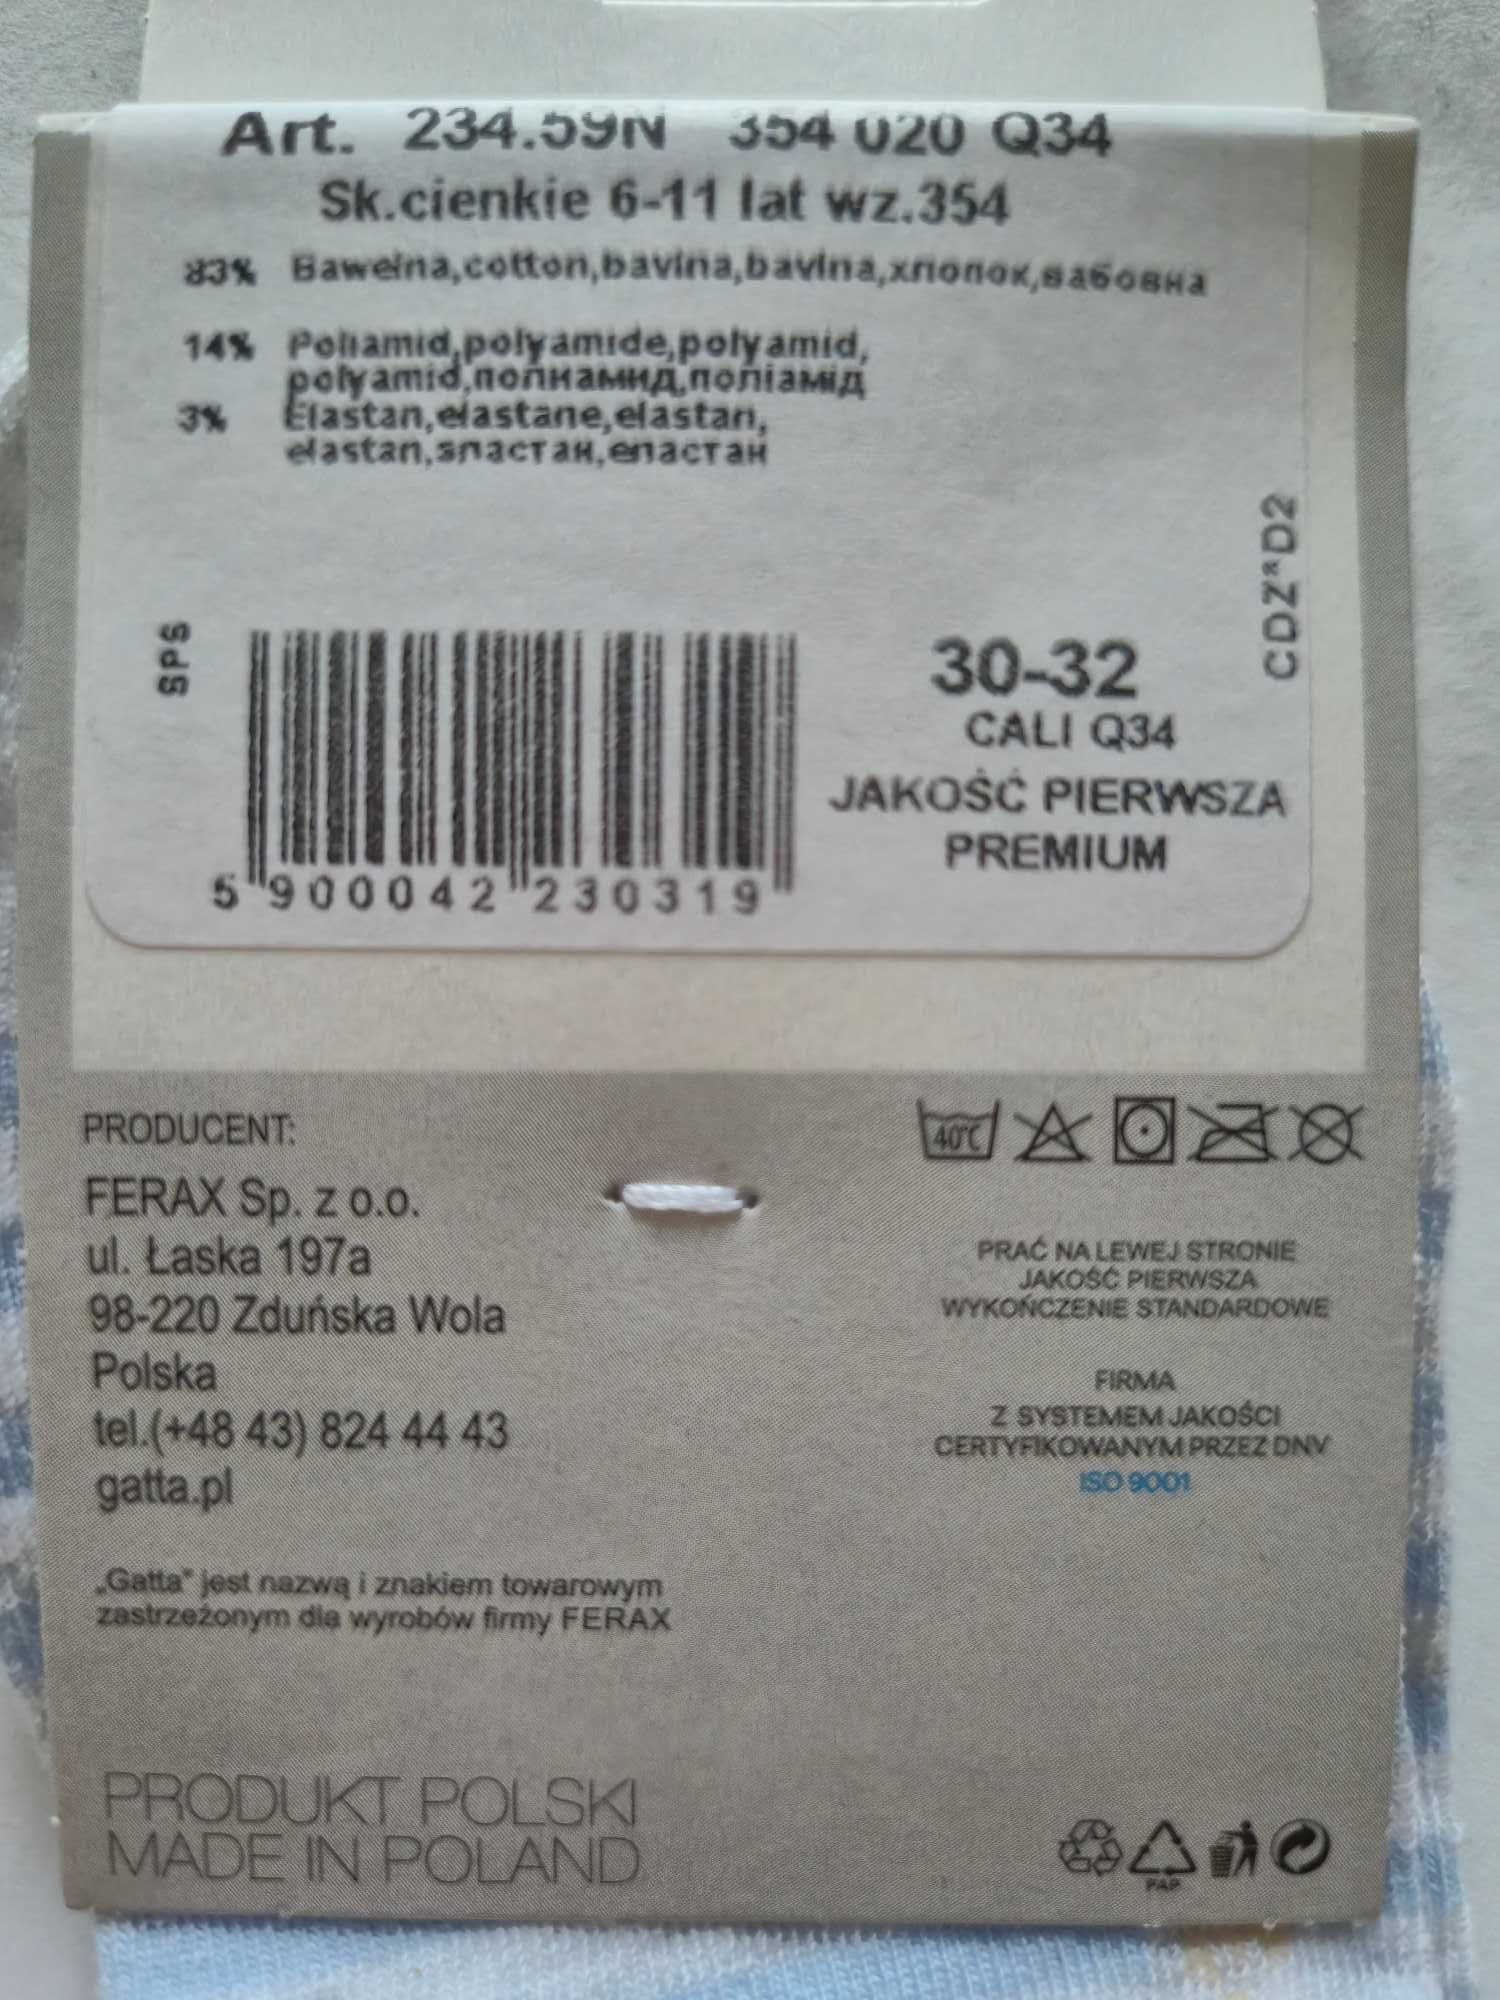 Art. 234.59N 354 020 Q34
Sk.cienkie 6-11 lat wz.354
83% Bawełna,cotton,bavlna,bavlna,хлопок,бавовна
14% Poliamid,polyamide,polyamid,
polyamid,полиамид,поліамід
3% Elastan,elastane,elastan,
elastan,эластан,еластан
CDZ*D2
SPS
30-32
CALI Q34
JAKOŚĆ PIERWSZA
PREMIUM
5 900042 230319
PRODUCENT:
FERAX Sp. z o.o.
ul. Łaska 197a
98-220 Zduńska Wola
Polska
tel.(+48 43) 824 44 43
gatta.pl
„Gatta” jest nazwą i znakiem towarowym
zastrzeżonym dla wyrobów firmy FERAX
40°C
PRAĆ NA LEWEJ STRONIE
JAKOŚĆ PIERWSZA
WYKOŃCZENIE STANDARDOWE
FIRMA
Z SYSTEMEM JAKOŚCI
CERTYFIKOWANYM PRZEZ DNV
ISO 9001
PRODUKT POLSKI
MADE IN POLAND
PAP